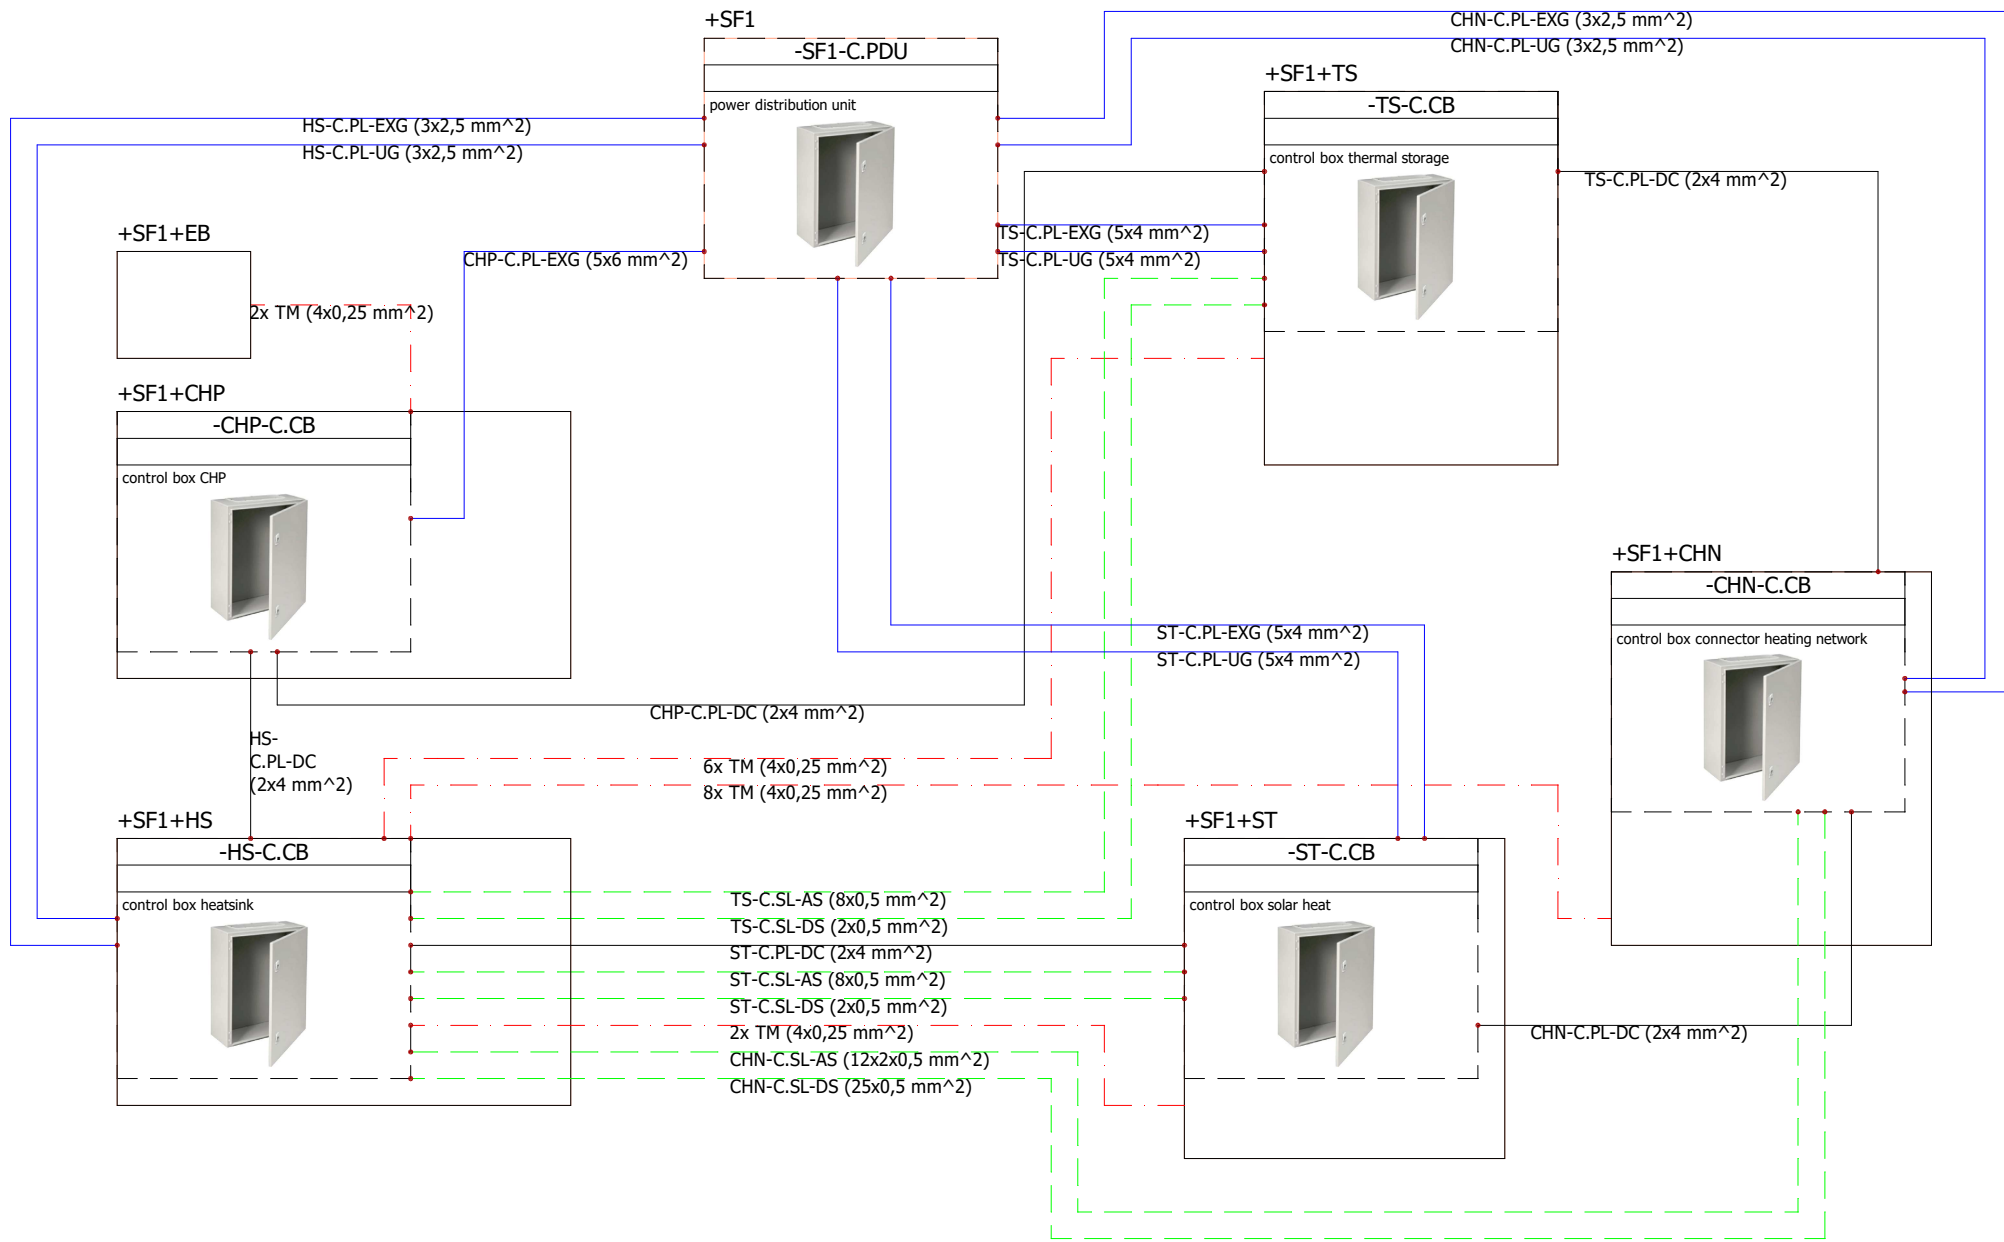 +SF1
-SF1-C.PDU
power distribution unit
CHN-C.PL-EXG (3x2,5 mm^2)
CHN-C.PL-UG (3x2,5 mm^2)
+SF1+TS
-TS-C.CB
control box thermal storage
HS-C.PL-EXG (3x2,5 mm^2)
HS-C.PL-UG (3x2,5 mm^2)
TS-C.PL-DC (2x4 mm^2)
+SF1+EB
CHP-C.PL-EXG (5x6 mm^2)
TS-C.PL-EXG (5x4 mm^2)
TS-C.PL-UG (5x4 mm^2)
2x TM (4x0,25 mm^2)
+SF1+CHP
-CHP-C.CB
control box CHP
+SF1+CHN
-CHN-C.CB
control box connector heating network
ST-C.PL-EXG (5x4 mm^2)
ST-C.PL-UG (5x4 mm^2)
CHP-C.PL-DC (2x4 mm^2)
HS-
C.PL-DC
(2x4 mm^2)
6x TM (4x0,25 mm^2)
8x TM (4x0,25 mm^2)
+SF1+HS
-HS-C.CB
control box heatsink
+SF1+ST
-ST-C.CB
control box solar heat
TS-C.SL-AS (8x0,5 mm^2)
TS-C.SL-DS (2x0,5 mm^2)
ST-C.PL-DC (2x4 mm^2)
ST-C.SL-AS (8x0,5 mm^2)
ST-C.SL-DS (2x0,5 mm^2)
2x TM (4x0,25 mm^2)
CHN-C.SL-AS (12x2x0,5 mm^2)
CHN-C.SL-DS (25x0,5 mm^2)
CHN-C.PL-DC (2x4 mm^2)